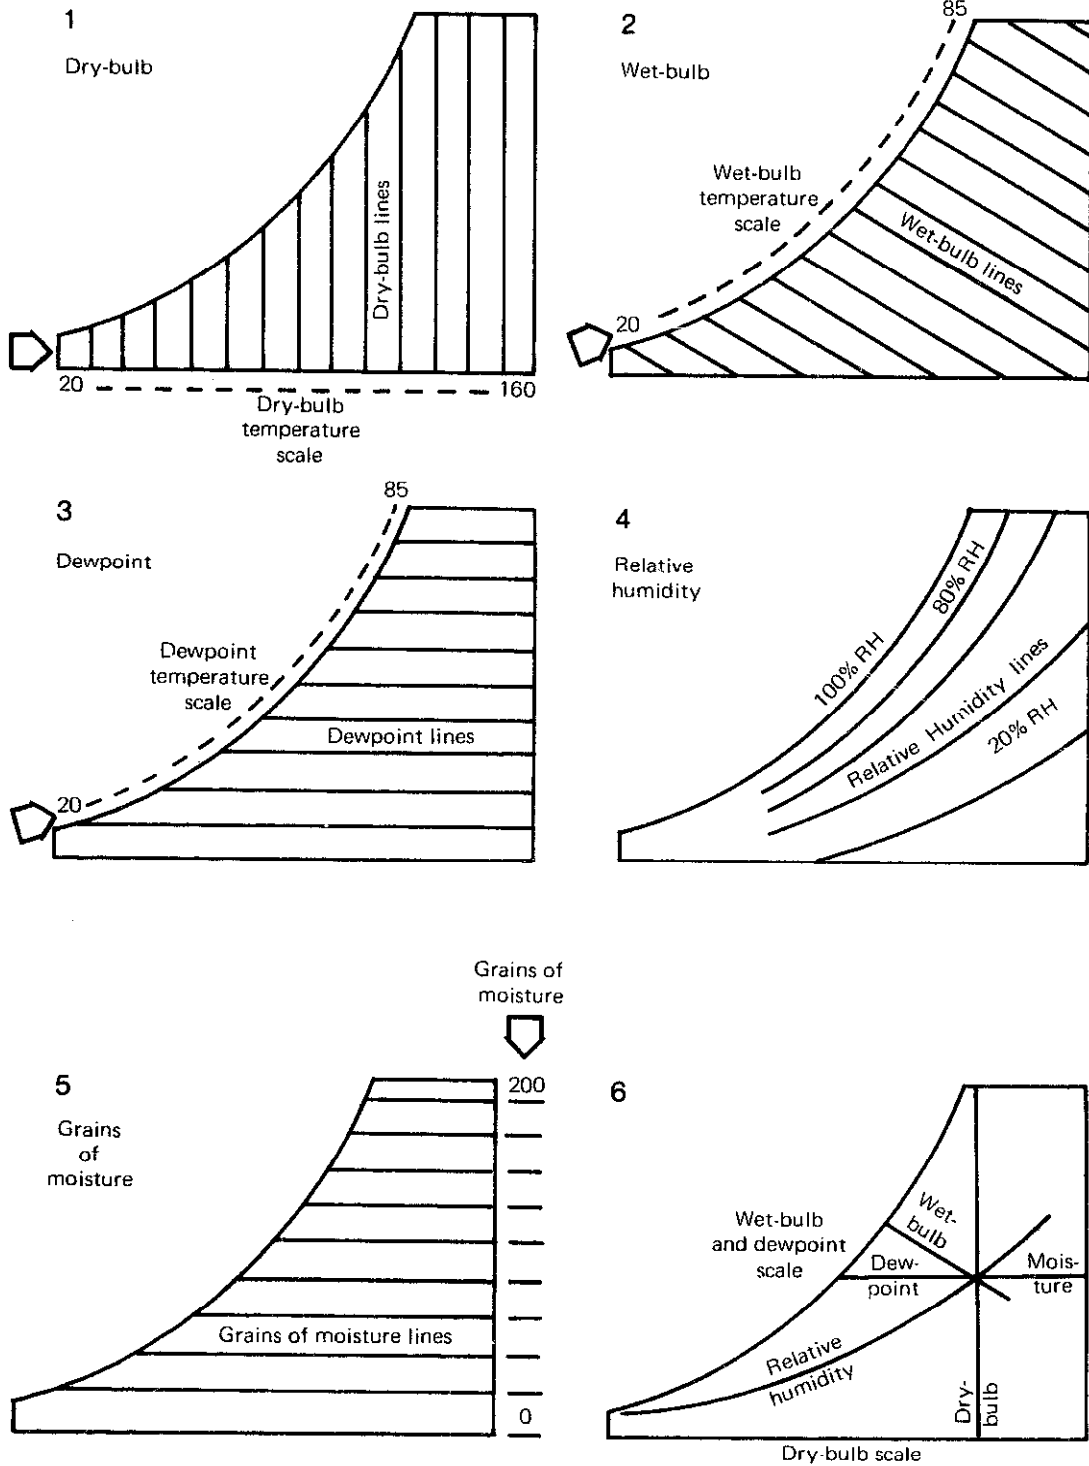 1
Dry-bulb
Dry-bulb lines
20
160
Dry-bulb
temperature
scale
2
Wet-bulb
85
Wet-bulb
temperature
scale
Wet-bulb lines
20
3
Dewpoint
85
Dewpoint
temperature
scale
Dewpoint lines
20
4
Relative
humidity
100% RH
80% RH
Relative Humidity lines
20% RH
5
Grains
of
moisture
Grains of
moisture
200
Grains of moisture lines
0
6
Wet-bulb
and dewpoint
scale
Wet-
bulb
Dew-
point
Mois-
ture
Relative
humidity
Dry-
bulb
Dry-bulb scale